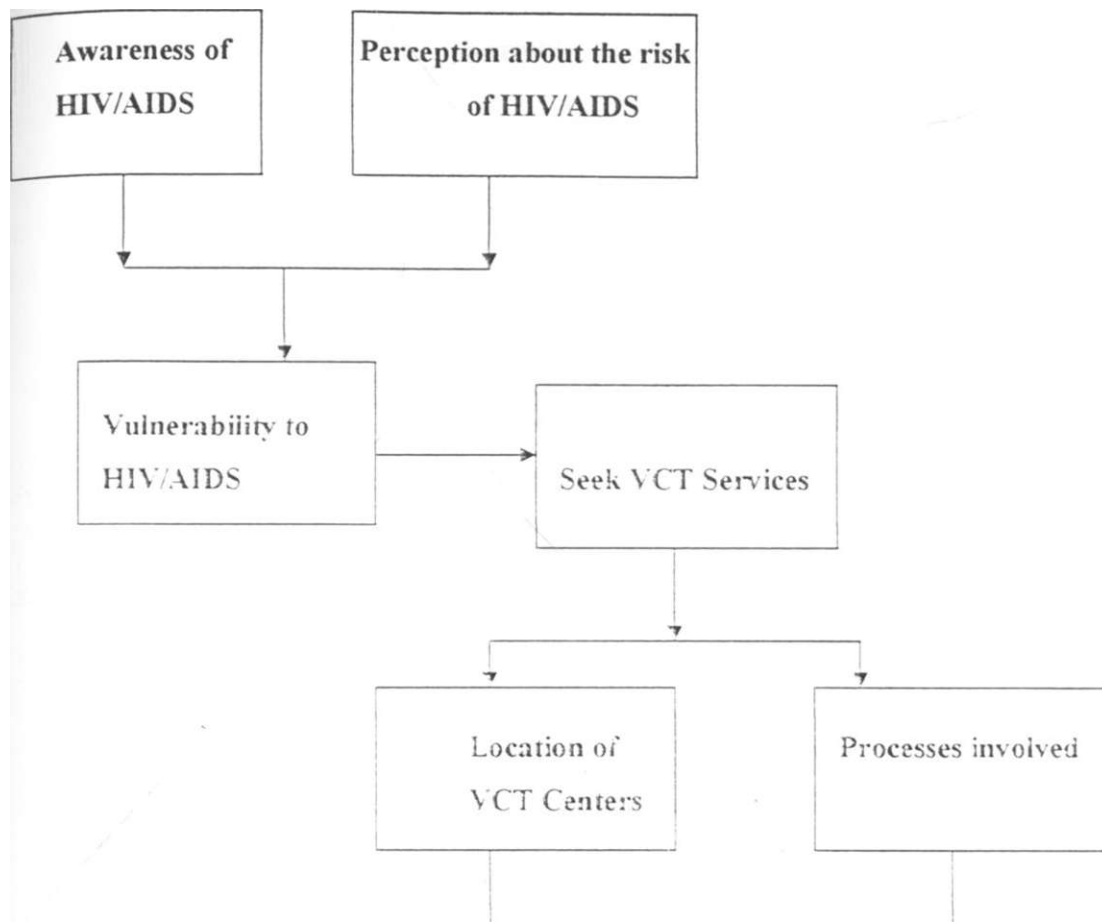 Awareness of
HIV/AIDS
Perception about the risk
of HIV/AIDS
Vulnerability to
HIV/AIDS
Seek VCT Services
Location of
VCT Centers
Processes involved